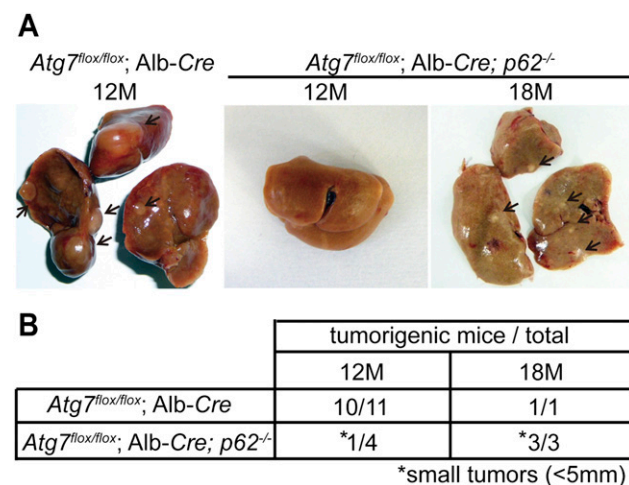 A
Atg7flox/flox; Alb-Cre Atg7flox/flox; Alb-Cre; p62-/-
12M 12M 18M
B
tumorigenic mice / total
12M 18M
Atg7flox/flox; Alb-Cre 10/11 1/1
Atg7flox/flox; Alb-Cre; p62-/- *1/4 *3/3
*small tumors (<5mm)